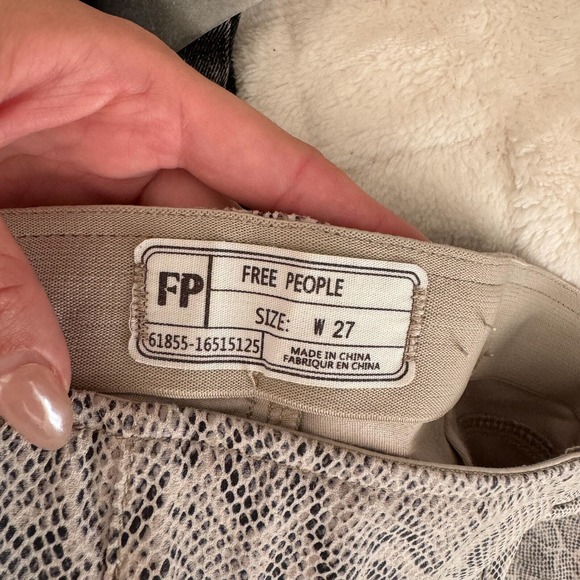 FP
FREE PEOPLE
SIZE: W 27
61855-16515125
MADE IN CHINA
FABRIQUR EN CHINA